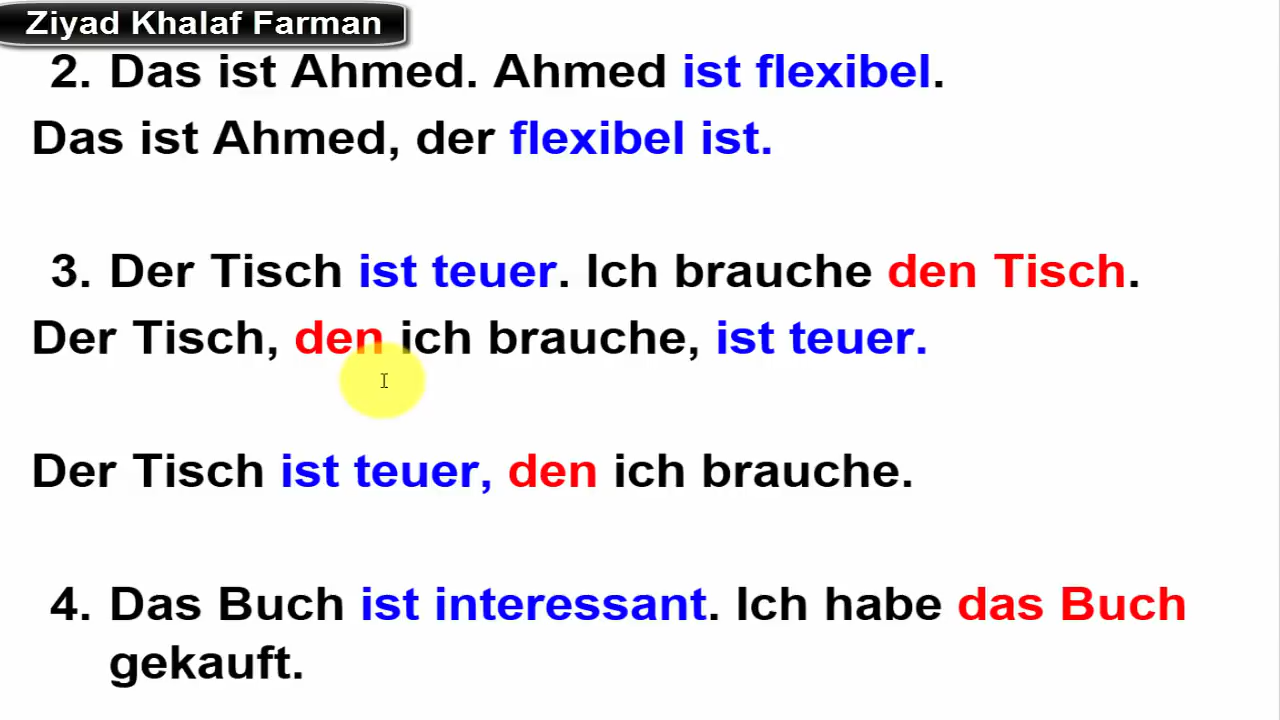 Ziyad Khalaf Farman
2. Das ist Ahmed. Ahmed ist flexibel.
Das ist Ahmed, der flexibel ist.
3. Der Tisch ist teuer. Ich brauche den Tisch.
Der Tisch, den ich brauche, ist teuer.
Der Tisch ist teuer, den ich brauche.
4. Das Buch ist interessant. Ich habe das Buch
gekauft.